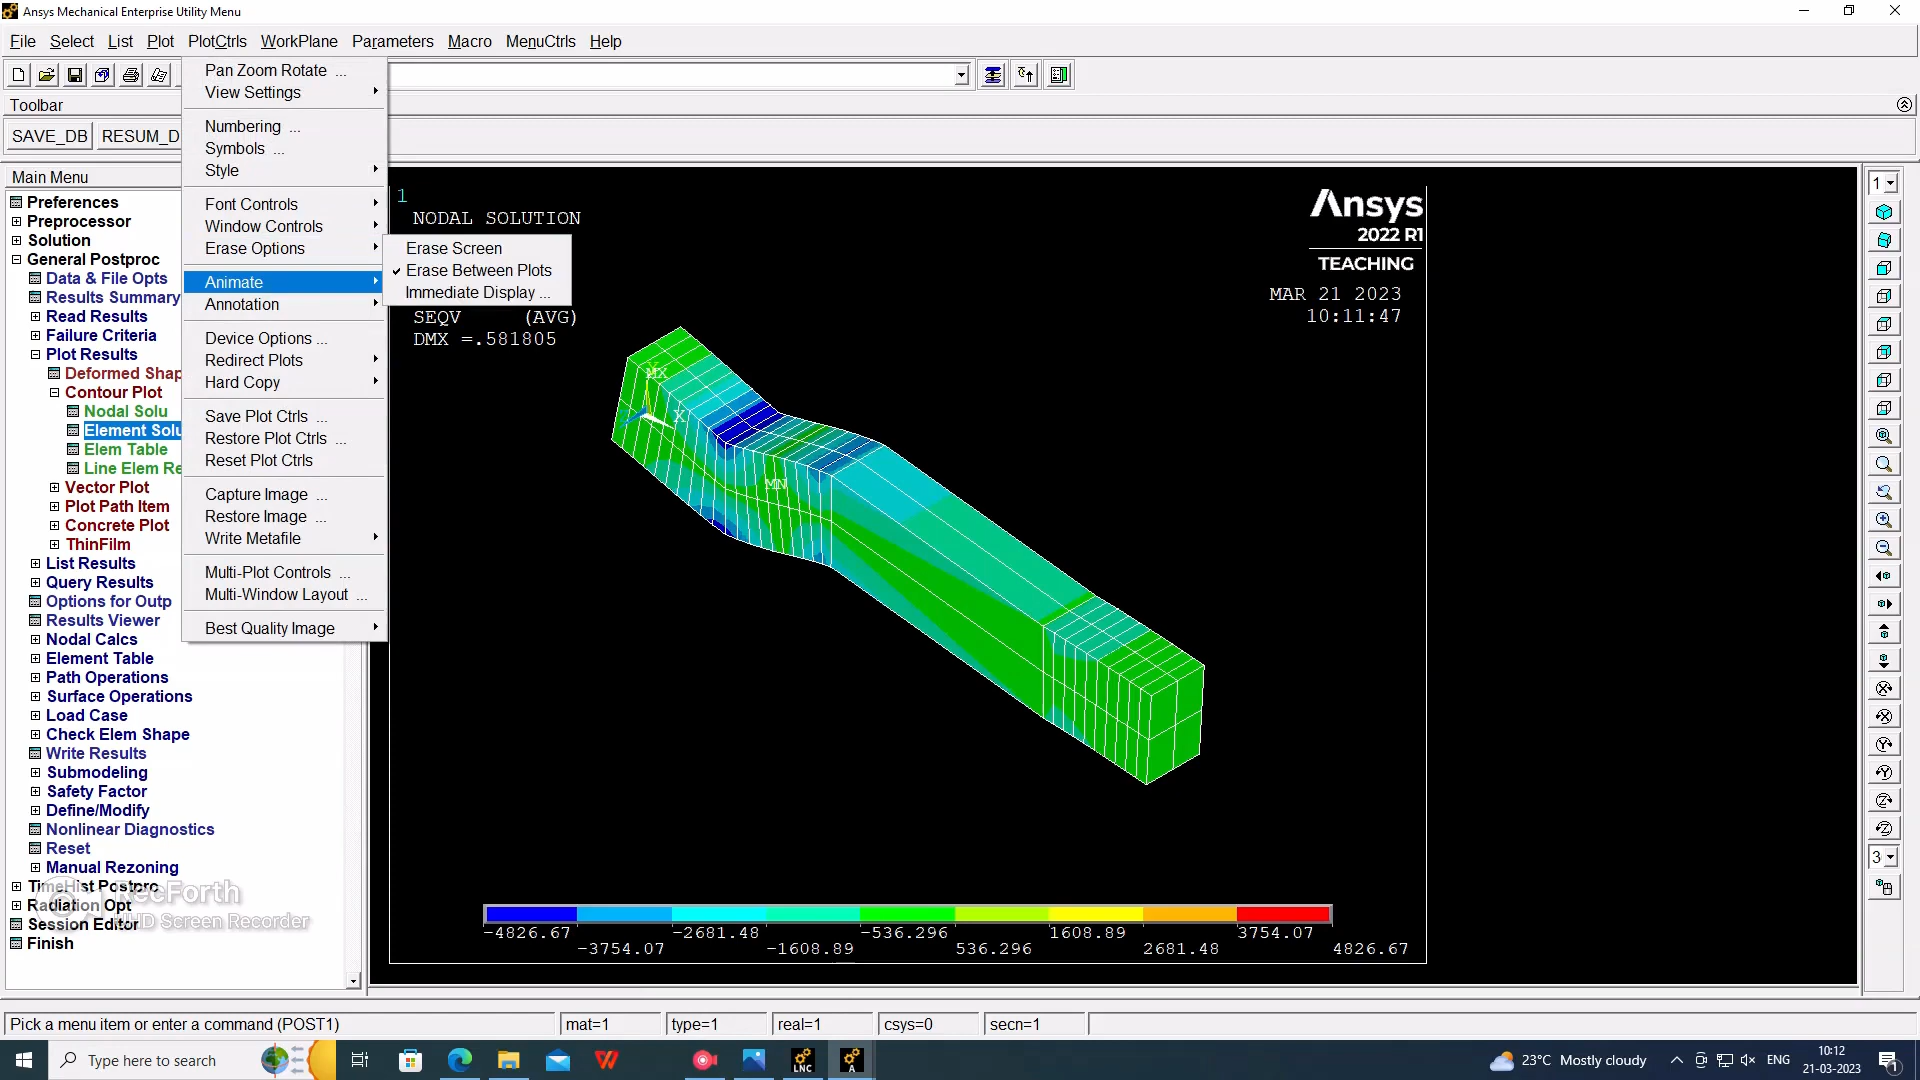 Ansys Mechanical Enterprise Utility Menu
File Select List Plot PlotCtrls WorkPlane Parameters Macro MenuCtrls Help
Toolbar
SAVE_DB RESUM_D
Main Menu
Preferences
Preprocessor
Solution
General Postproc
Data & File Opts
Results Summary
Read Results
Failure Criteria
Plot Results
Deformed Shap
Contour Plot
Nodal Solu
Element Solu
Elem Table
Line Elem Re
Vector Plot
Plot Path Item
Concrete Plot
ThinFilm
List Results
Query Results
Options for Outp
Results Viewer
Nodal Calcs
Element Table
Path Operations
Surface Operations
Load Case
Check Elem Shape
Write Results
Submodeling
Safety Factor
Define/Modify
Nonlinear Diagnostics
Reset
Manual Rezoning
TimeHist Postpro
Radiation Opt
Session Editor
Finish
RecForth
UHD Screen Recorder
Pan Zoom Rotate ...
View Settings
Numbering ...
Symbols ...
Style
Font Controls
Window Controls
Erase Options
Animate
Annotation
Device Options ...
Redirect Plots
Hard Copy
Save Plot Ctrls ...
Restore Plot Ctrls ...
Reset Plot Ctrls
Capture Image ...
Restore Image ...
Write Metafile
Multi-Plot Controls ...
Multi-Window Layout ...
Best Quality Image
Erase Screen
Erase Between Plots
Immediate Display ...
1
NODAL SOLUTION
SEQV (AVG)
DMX =.581805
Ansys
2022 R1
TEACHING
MAR 21 2023
10:11:47
Y
MX
X
MN
-4826.67 -2681.48 -536.296 1608.89 3754.07
-3754.07 -1608.89 536.296 2681.48 4826.67
1
3
Pick a menu item or enter a command (POST1) mat=1 type=1 real=1 csys=0 secn=1
Type here to search
LNC
A
23°C Mostly cloudy
ENG
10:12
21-03-2023
1